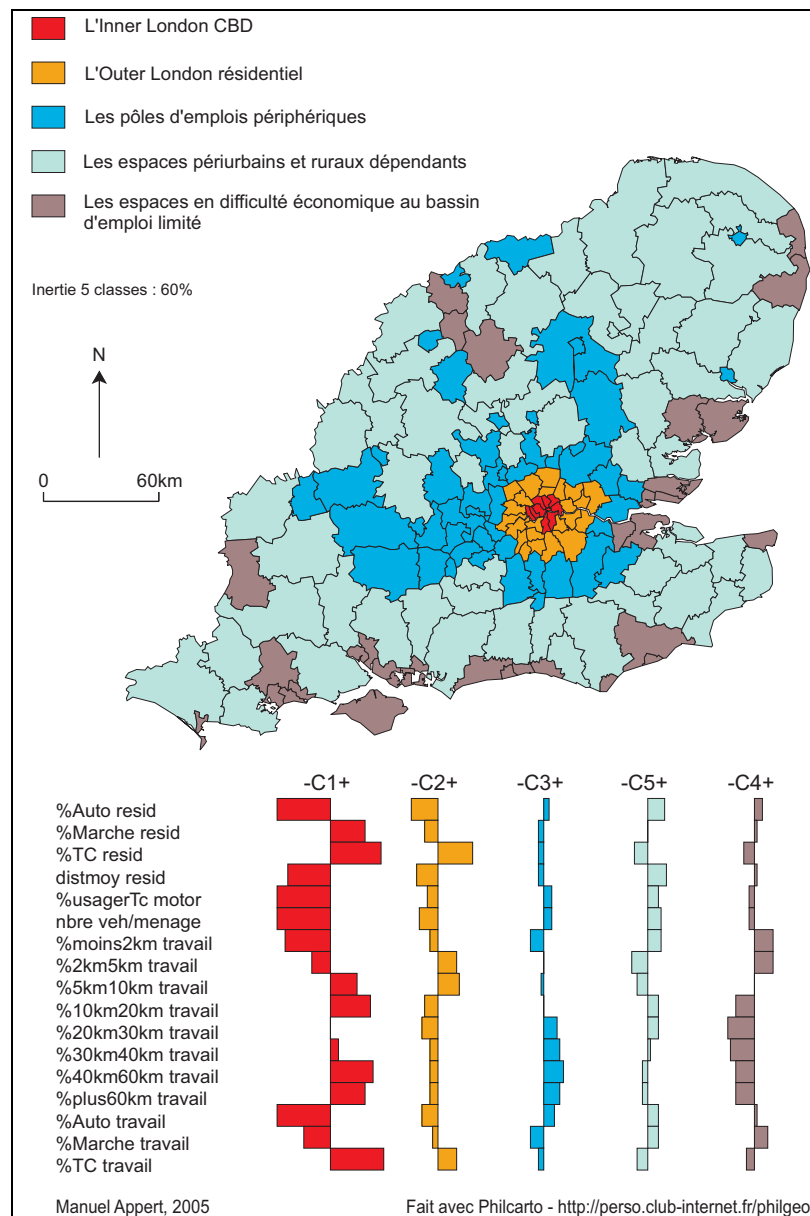 L'Inner London CBD
L'Outer London résidentiel
Les pôles d'emplois périphériques
Les espaces périurbains et ruraux dépendants
Les espaces en difficulté économique au bassin
d'emploi limité
Inertie 5 classes : 60%
N
0 60km
-C1+ -C2+ -C3+ -C5+ -C4+
%Auto resid
%Marche resid
%TC resid
distmoy resid
%usagerTc motor
nbre veh/menage
%moins2km travail
%2km5km travail
%5km10km travail
%10km20km travail
%20km30km travail
%30km40km travail
%40km60km travail
%plus60km travail
%Auto travail
%Marche travail
%TC travail
Manuel Appert, 2005 Fait avec Philcarto - http://perso.club-internet.fr/philgeo